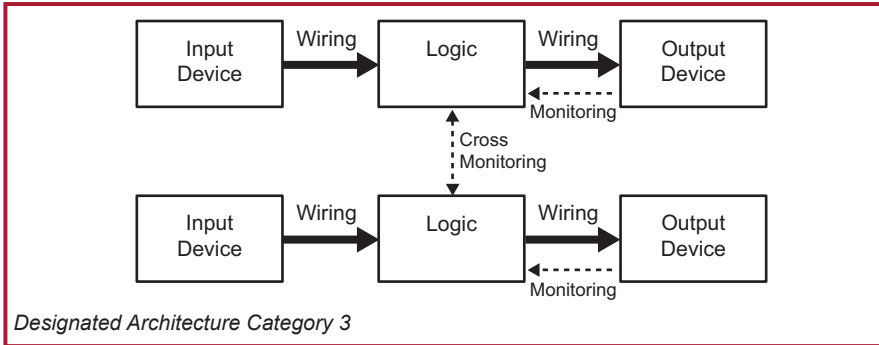 Input
Device
Wiring
Logic
Wiring
Output
Device
Monitoring
Cross
Monitoring
Input
Device
Wiring
Logic
Wiring
Output
Device
Monitoring
Designated Architecture Category 3